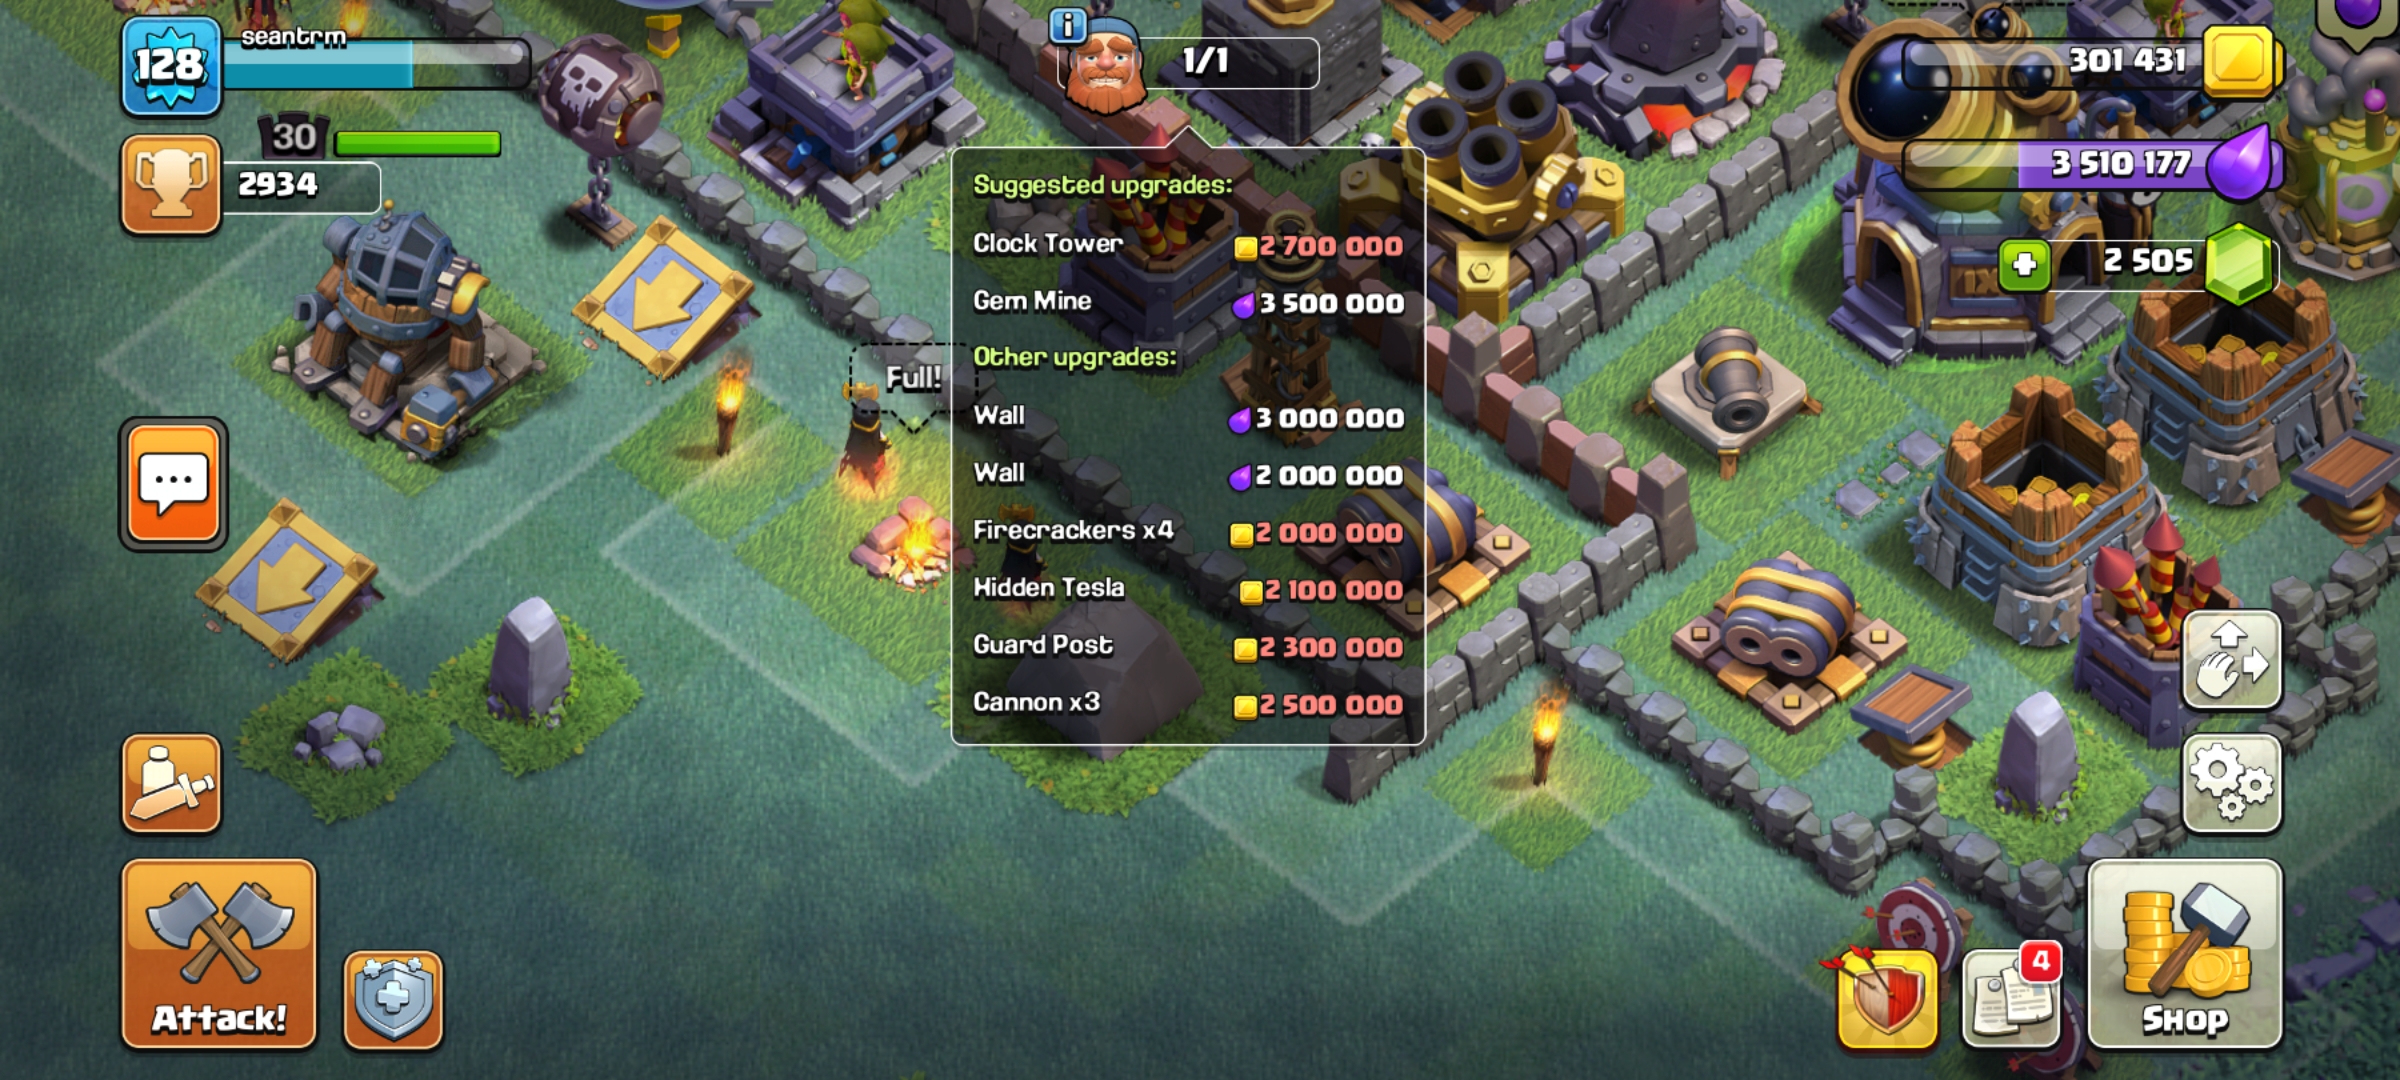 128
seantrm
30
2934
i
1/1
301 431
3 510 177
2 505
Suggested upgrades:
Clock Tower 2 700 000
Gem Mine 3 500 000
Other upgrades:
Wall 3 000 000
Wall 2 000 000
Firecrackers x4 2 000 000
Hidden Tesla 2 100 000
Guard Post 2 300 000
Cannon x3 2 500 000
Full!
Attack!
4
Shop